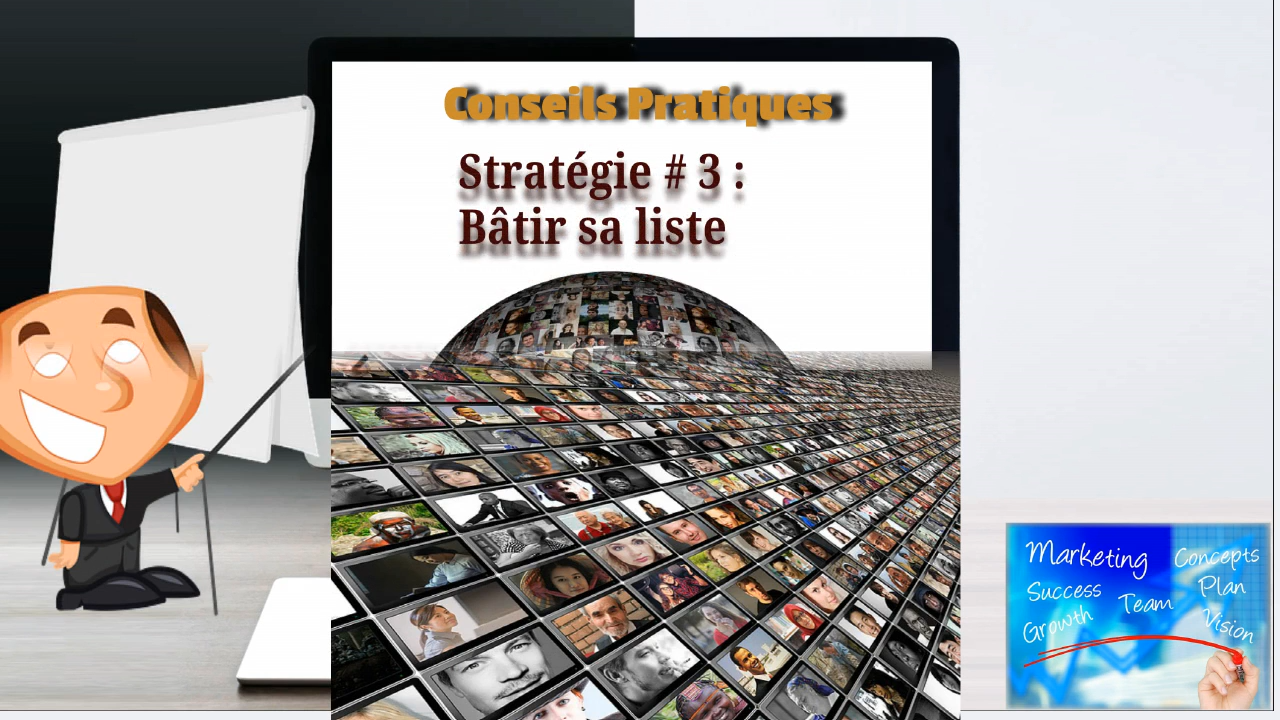 Conseils Pratiques
Stratégie # 3 :
Bâtir sa liste
Marketing
Concepts
Success
Plan
Team
Growth
Vision